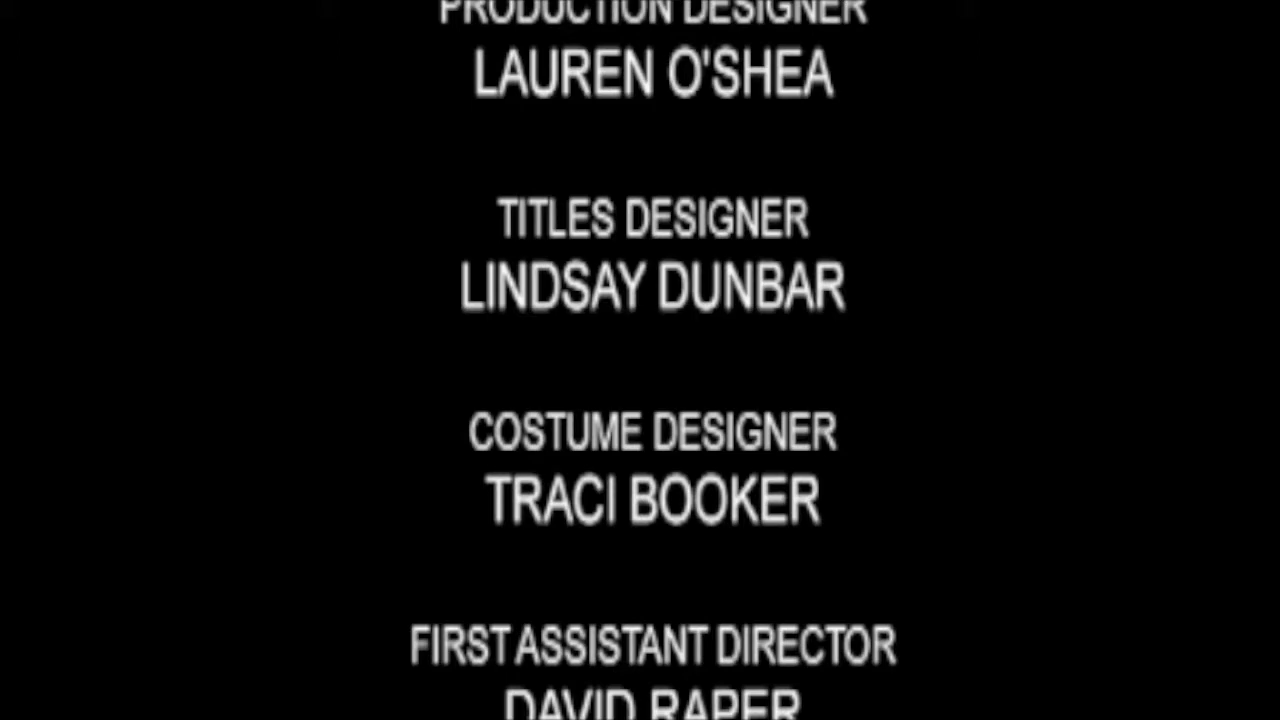 PRODUCTION DESIGNER
LAUREN O'SHEA
TITLES DESIGNER
LINDSAY DUNBAR
COSTUME DESIGNER
TRACI BOOKER
FIRST ASSISTANT DIRECTOR
DAVID RAPER